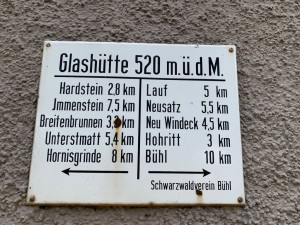 Glashütte 520 m.ü.d.M.
Hardstein 2,8 km
Jmmenstein 7,5 km
Breitenbrunnen 3, km
Unterstmatt 5,4 km
Hornisgrinde 8 km
Lauf 5 km
Neusatz 5,5 km
Neu Windeck 4,5 km
Hohritt 3 km
Bühl 10 km
Schwarzwaldverein Bühl